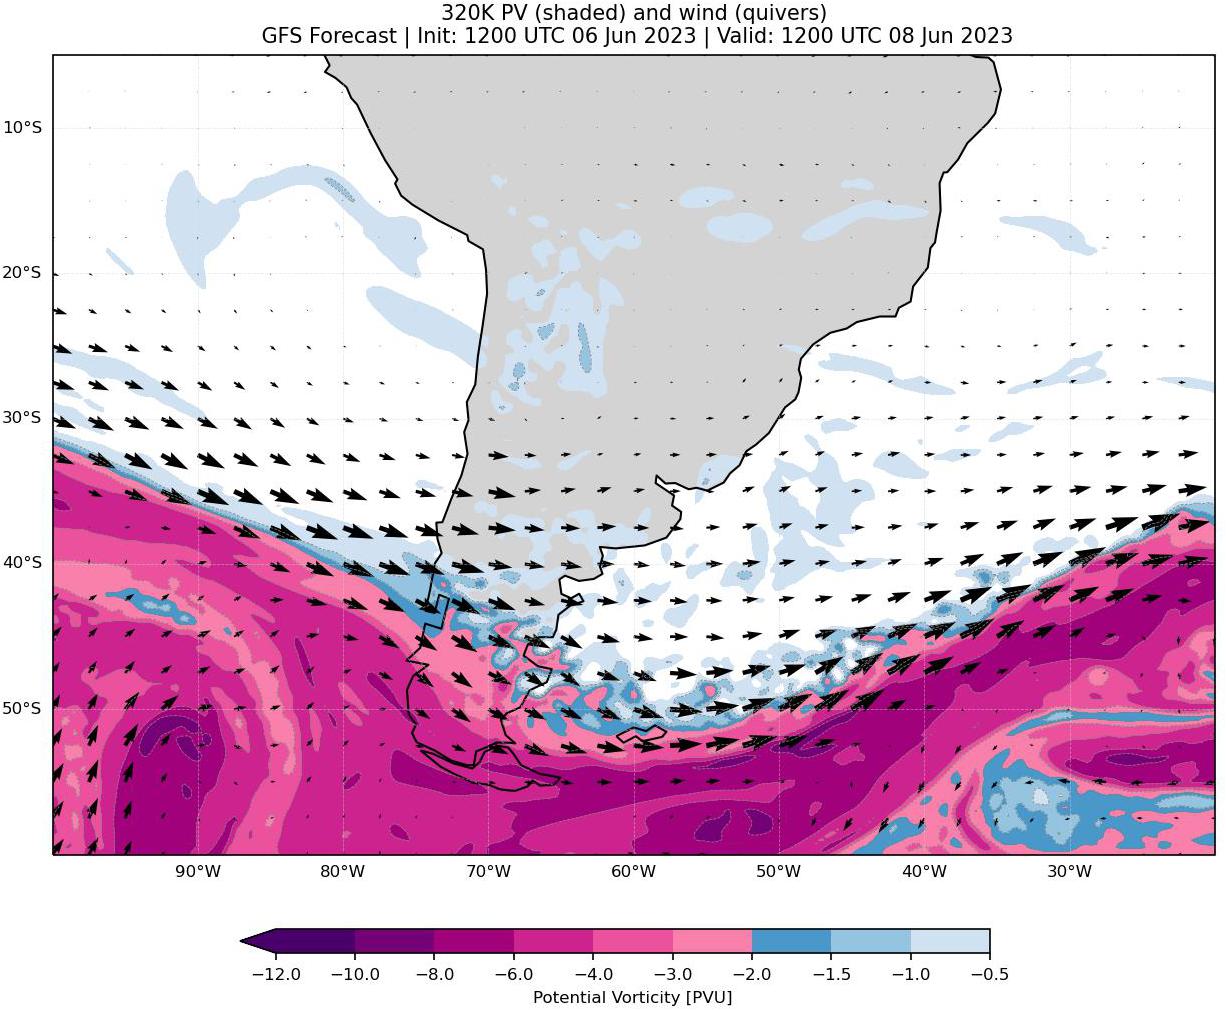 320K PV (shaded) and wind (quivers)
GFS Forecast | Init: 1200 UTC 06 Jun 2023 | Valid: 1200 UTC 08 Jun 2023
10°S
20°S
30°S
40°S
50°S
90°W 80°W 70°W 60°W 50°W 40°W 30°W
−12.0 −10.0 −8.0 −6.0 −4.0 −3.0 −2.0 −1.5 −1.0 −0.5
Potential Vorticity [PVU]